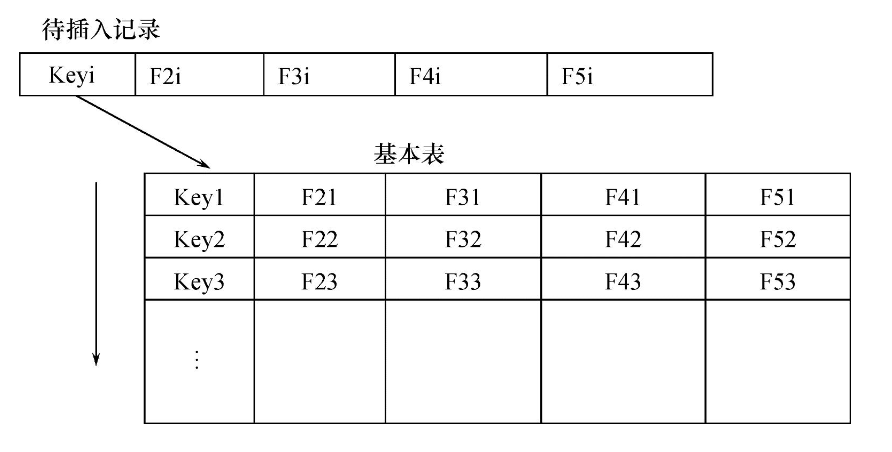 待插入记录
Keyi F2i F3i F4i F5i
基本表
Key1 F21 F31 F41 F51
Key2 F22 F32 F42 F52
Key3 F23 F33 F43 F53
⋮